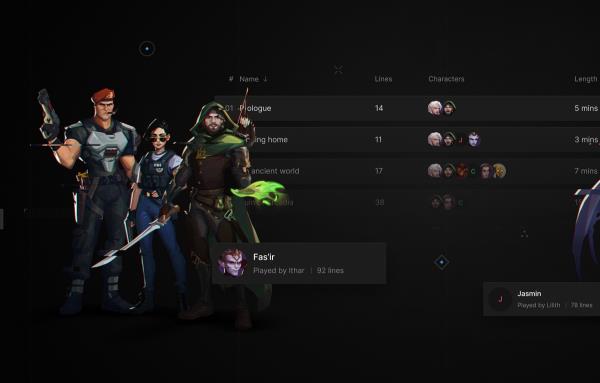 # Name ↓ Lines Characters Length
01 Prologue 14 5 mins
home 11 J 3 mins
ancient world 17 C 7 mins
38 C
Fas'ir
Played by Ithar | 92 lines
J Jasmin
Played by Lilith | 78 lines